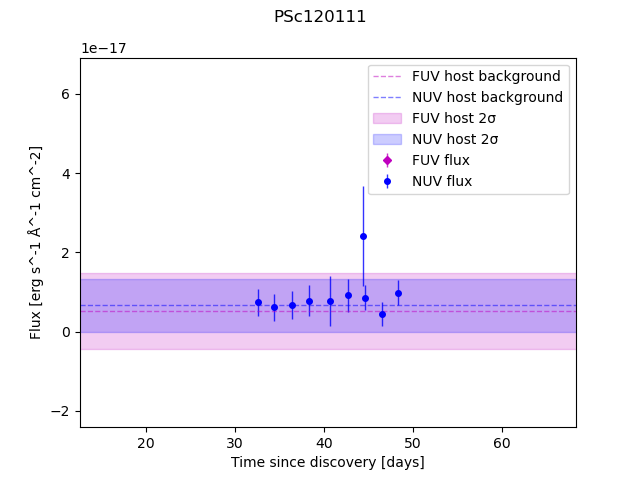 PSc120111
1e−17
FUV host background
NUV host background
FUV host 2σ
NUV host 2σ
FUV flux
NUV flux
6
4
2
0
−2
Flux [erg s^-1 Å^-1 cm^-2]
20 30 40 50 60
Time since discovery [days]